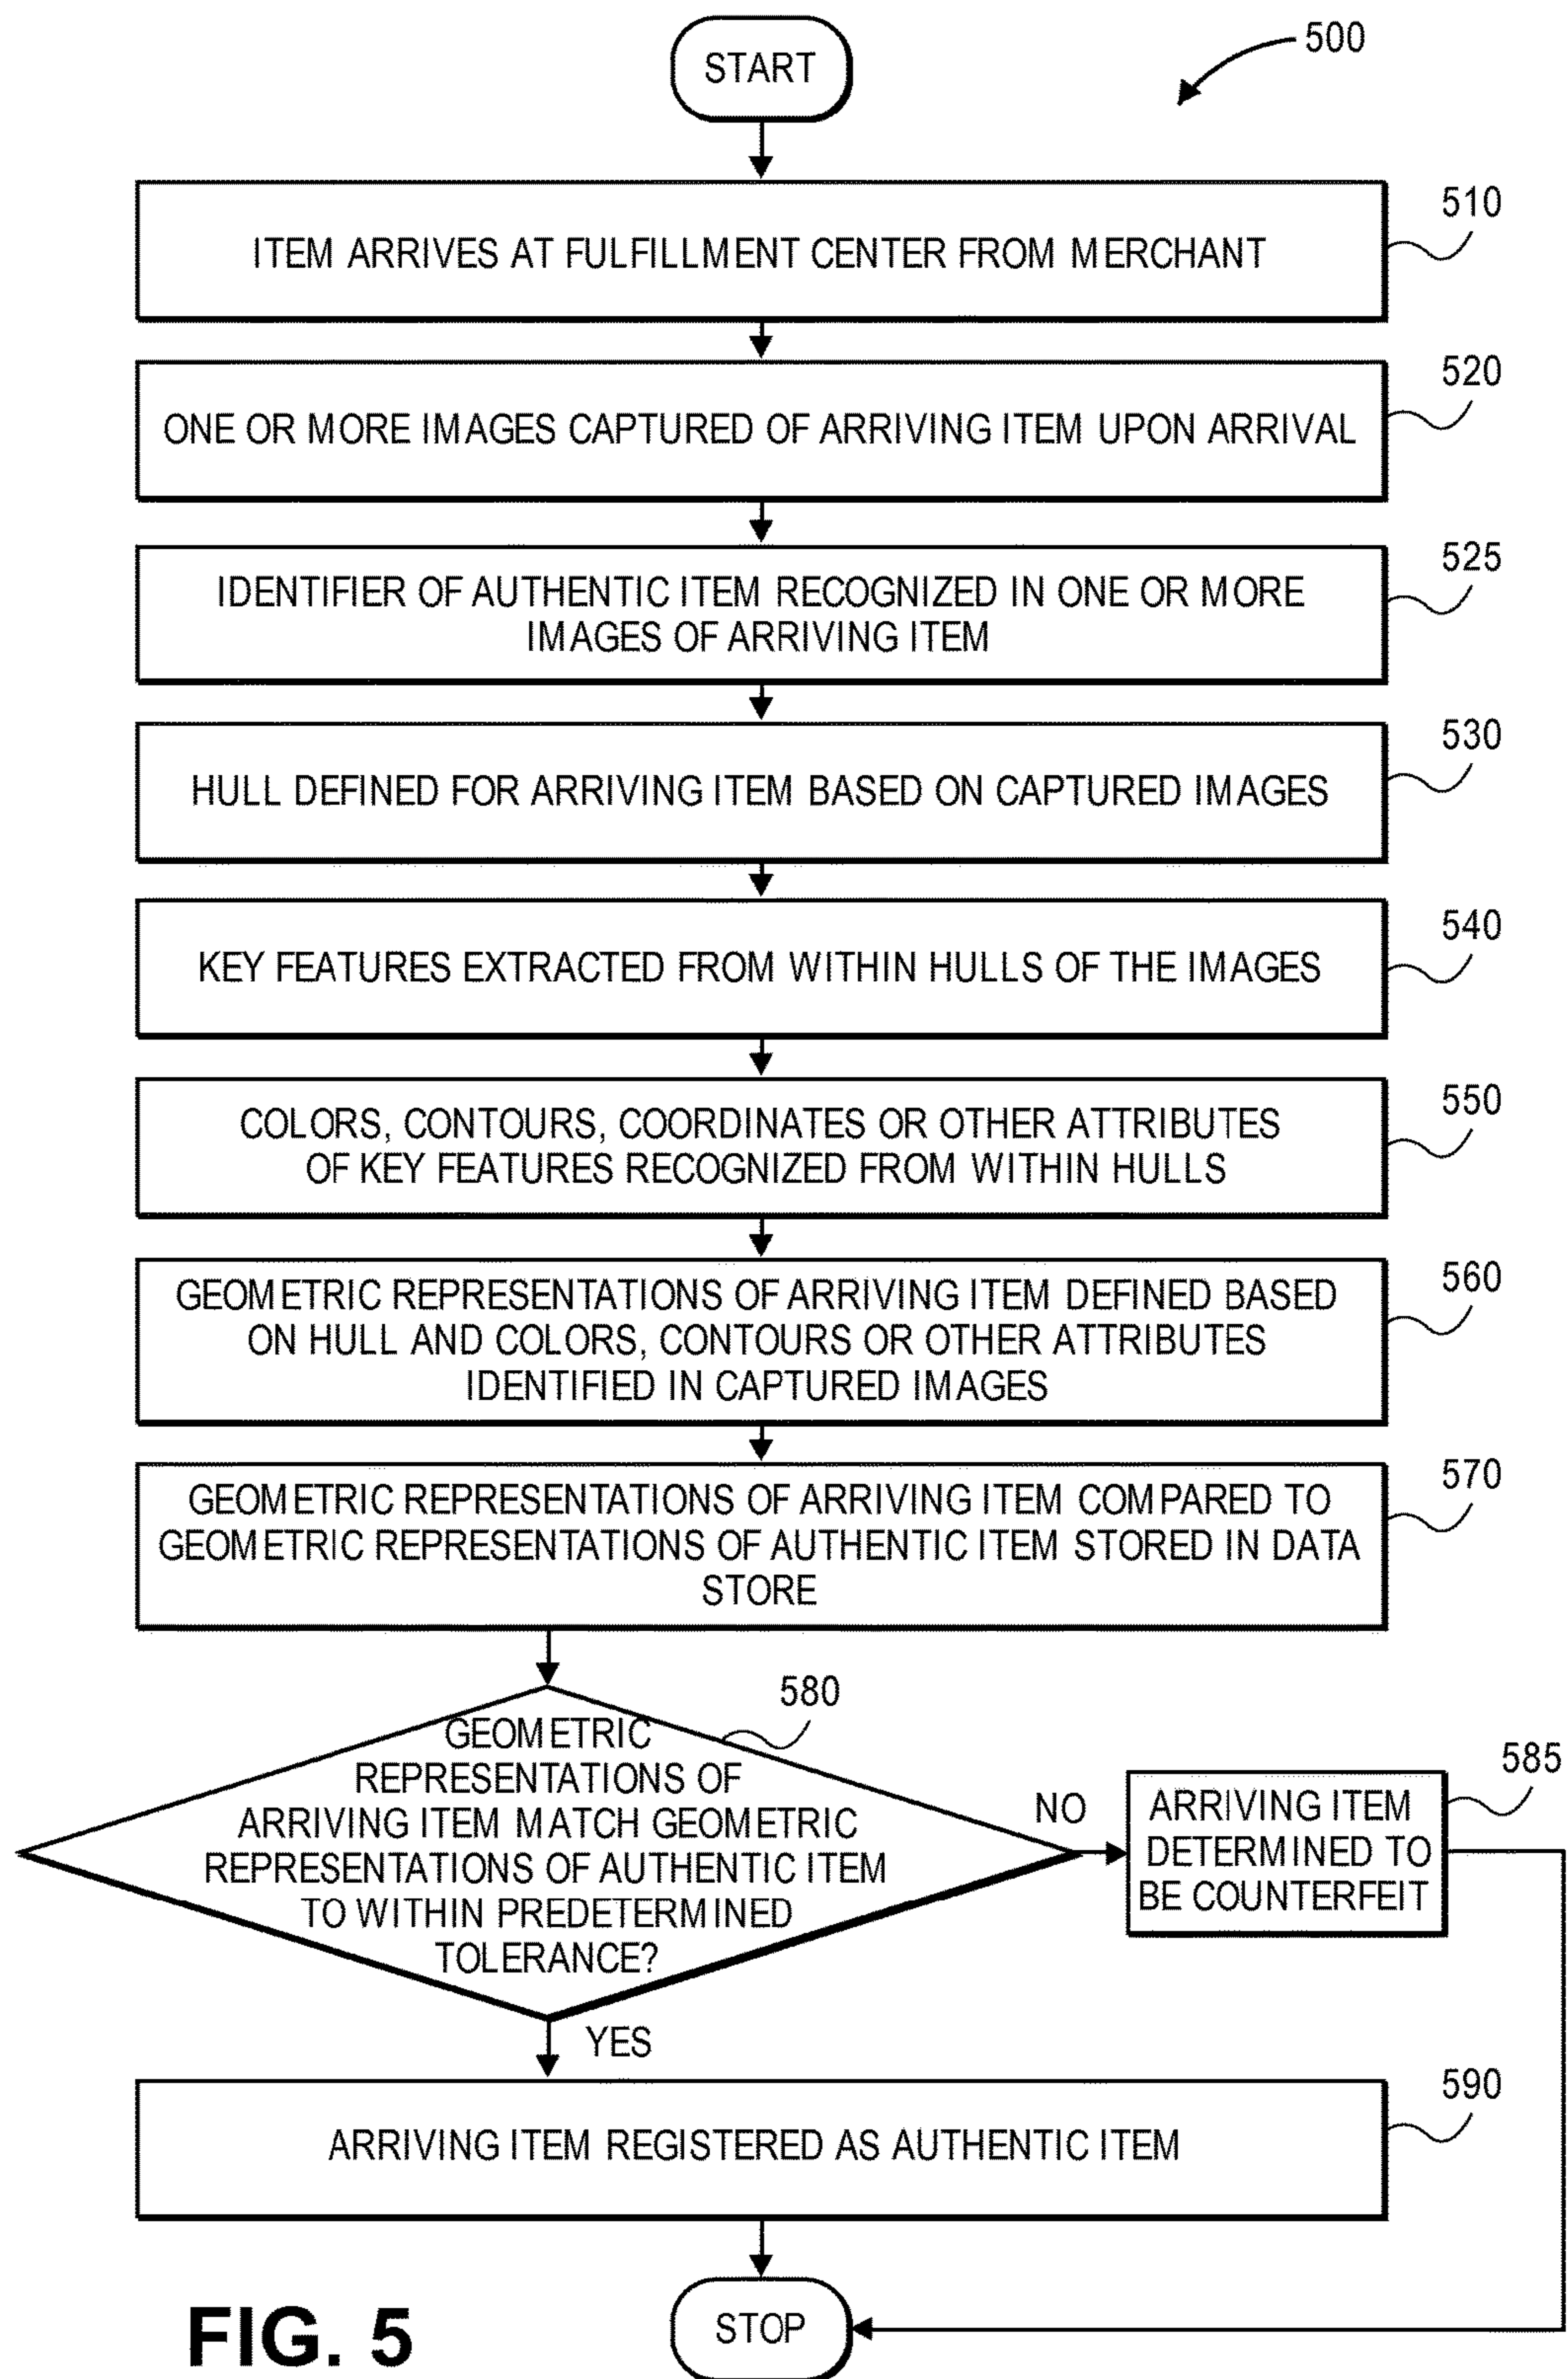 START
500
510
ITEM ARRIVES AT FULFILLMENT CENTER FROM MERCHANT
520
ONE OR MORE IMAGES CAPTURED OF ARRIVING ITEM UPON ARRIVAL
525
IDENTIFIER OF AUTHENTIC ITEM RECOGNIZED IN ONE OR MORE
IMAGES OF ARRIVING ITEM
530
HULL DEFINED FOR ARRIVING ITEM BASED ON CAPTURED IMAGES
540
KEY FEATURES EXTRACTED FROM WITHIN HULLS OF THE IMAGES
550
COLORS, CONTOURS, COORDINATES OR OTHER ATTRIBUTES
OF KEY FEATURES RECOGNIZED FROM WITHIN HULLS
560
GEOMETRIC REPRESENTATIONS OF ARRIVING ITEM DEFINED BASED
ON HULL AND COLORS, CONTOURS OR OTHER ATTRIBUTES
IDENTIFIED IN CAPTURED IMAGES
570
GEOMETRIC REPRESENTATIONS OF ARRIVING ITEM COMPARED TO
GEOMETRIC REPRESENTATIONS OF AUTHENTIC ITEM STORED IN DATA
STORE
580
GEOMETRIC
REPRESENTATIONS OF
ARRIVING ITEM MATCH GEOMETRIC
REPRESENTATIONS OF AUTHENTIC ITEM
TO WITHIN PREDETERMINED
TOLERANCE?
NO
585
ARRIVING ITEM
DETERMINED TO
BE COUNTERFEIT
YES
590
ARRIVING ITEM REGISTERED AS AUTHENTIC ITEM
STOP
FIG. 5